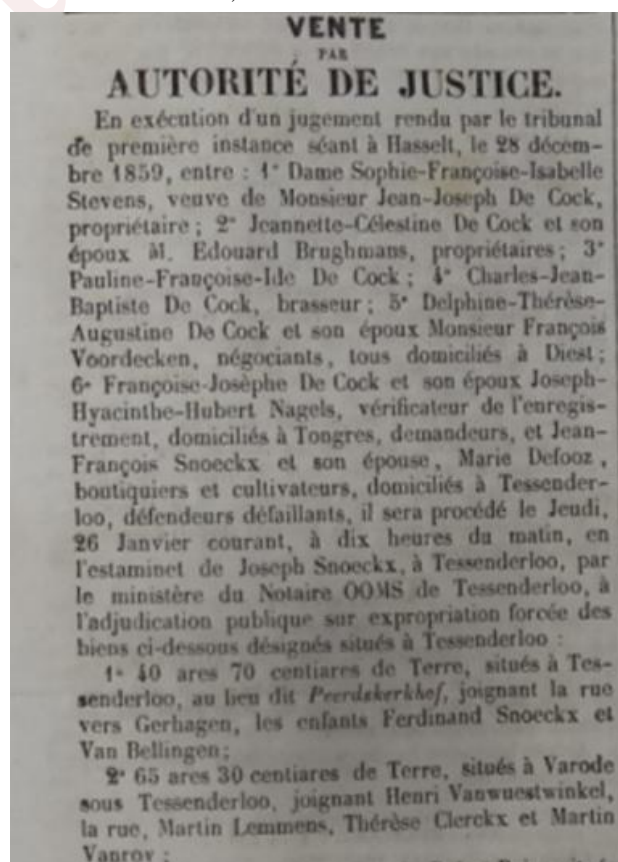 VENTE
PAR
AUTORITÉ DE JUSTICE.
En exécution d'un jugement rendu par le tribunal
de première instance séant à Hasselt, le 28 décem-
bre 1859, entre : 1° Dame Sophie-Françoise-Isabelle
Stevens, veuve de Monsieur Jean-Joseph De Cock,
propriétaire ; 2° Jeannette-Célestine De Cock et son
époux M. Edouard Brughmans, propriétaires ; 3°
Pauline-Françoise-Ide De Cock ; 4° Charles-Jean-
Baptiste De Cock, brasseur ; 5° Delphine-Thérèse-
Augustine De Cock et son époux Monsieur François
Voordecken, négociants, tous domiciliés à Diest ;
6° Françoise-Josèphe De Cock et son époux Joseph-
Hyacinthe-Hubert Nagels, vérificateur de l'enregis-
trement, domiciliés à Tongres, demandeurs, et Jean-
François Snoeckx et son épouse, Marie Defooz,
boutiquiers et cultivateurs, domiciliés à Tessender-
loo, défendeurs défaillants, il sera procédé le Jeudi,
26 Janvier courant, à dix heures du matin, en
l'estaminet de Joseph Snoeckx, à Tessenderloo, par
le ministère du Notaire OOMS de Tessenderloo, à
l'adjudication publique sur expropriation forcée des
biens ci-dessous désignés situés à Tessenderloo :
1° 40 ares 70 centiares de Terre, situés à Tes-
senderloo, au lieu dit Peerdskerkhof, joignant la rue
vers Gerhagen, les enfants Ferdinand Snoeckx et
Van Bellingen ;
2° 65 ares 30 centiares de Terre, situés à Varode
sous Tessenderloo, joignant Henri Vanwuestwinkel,
la rue, Martin Lemmens, Thérèse Clerckx et Martin
Vanroy ;